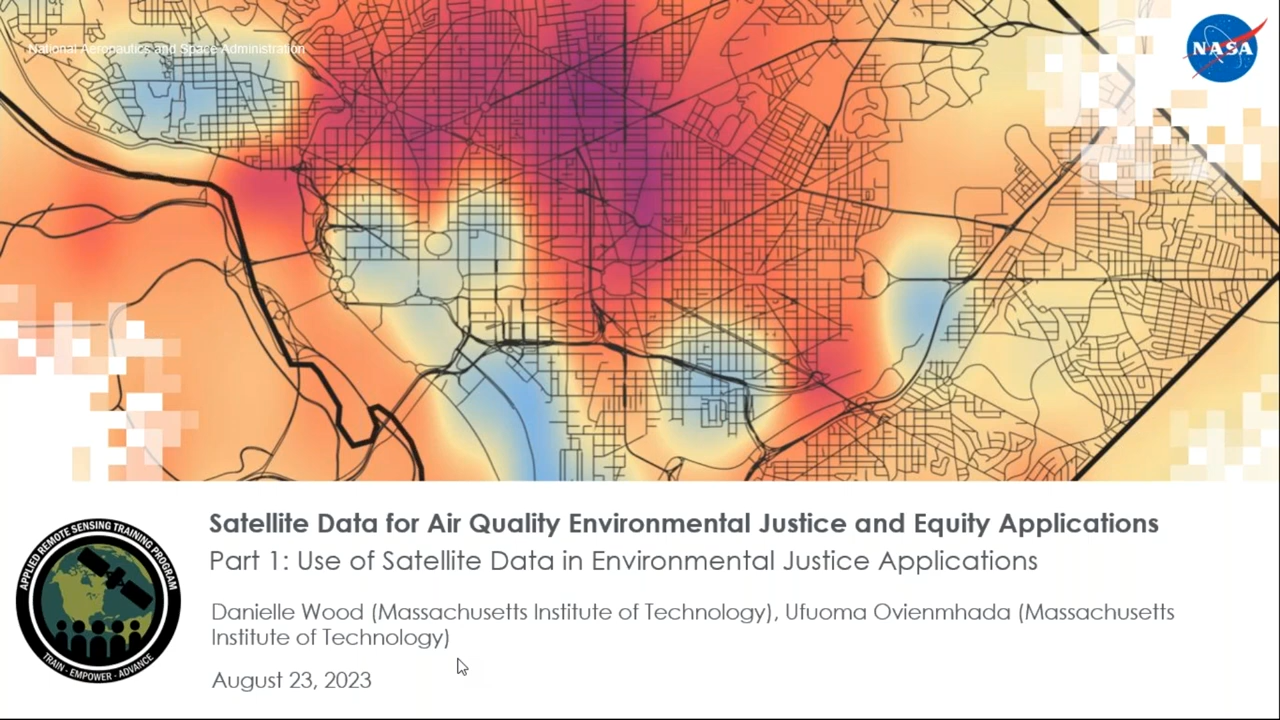 National Aeronautics and Space Administration
NASA
Satellite Data for Air Quality Environmental Justice and Equity Applications
Part 1: Use of Satellite Data in Environmental Justice Applications
APPLIED REMOTE SENSING TRAINING PROGRAM
TRAIN - EMPOWER - ADVANCE
Danielle Wood (Massachusetts Institute of Technology), Ufuoma Ovienmhada (Massachusetts
Institute of Technology)
August 23, 2023